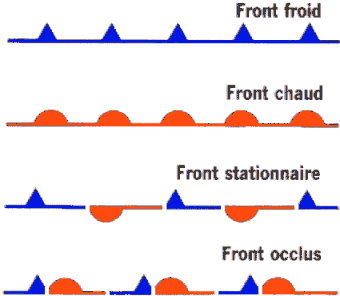 Front froid
Front chaud
Front stationnaire
Front occlus